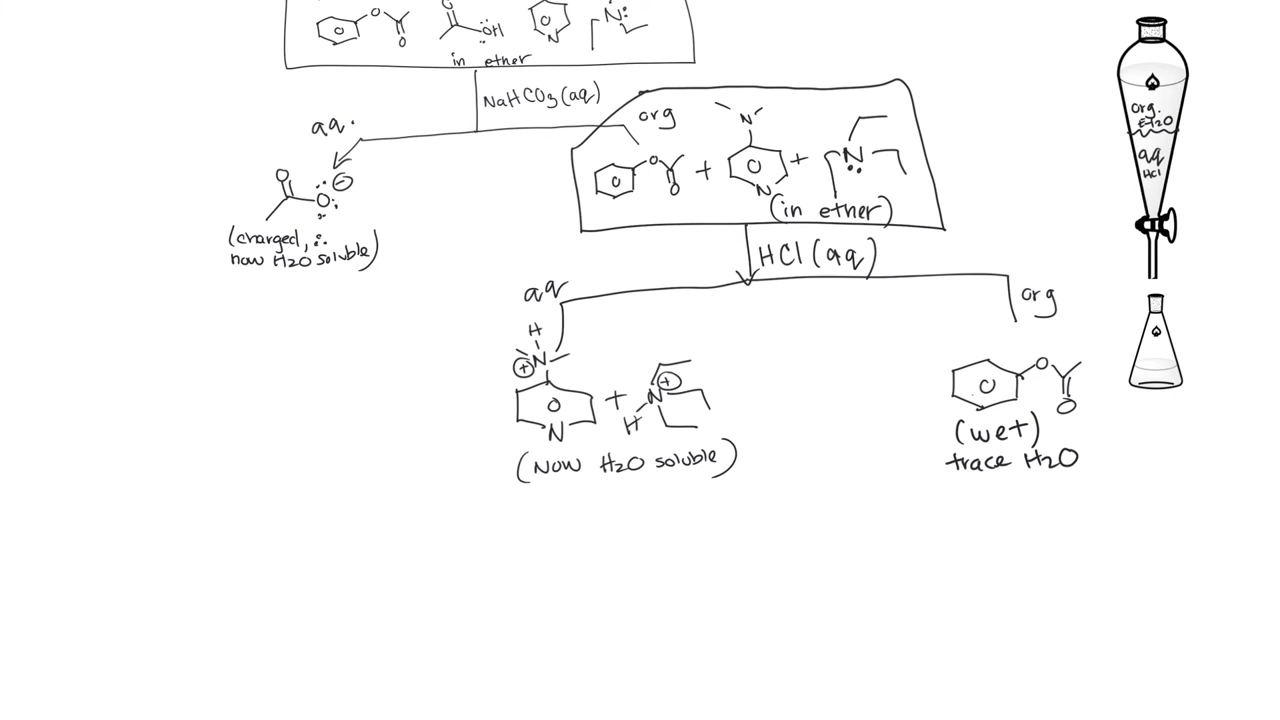 O
O
O
O
ÖH
O
N
N:
in ether
NaHCO3 (aq)
aq.
org
O
O
⊖
(charged, ∴
now H2O soluble)
O
O
O
+
N
O
N
+
N
(in ether)
HCl (aq)
aq
org
H
⊕ N
O
N
+
⊕
N
H
(Now H2O soluble)
O
O
O
(wet)
trace H2O
org.
Et2O
aq
HCl